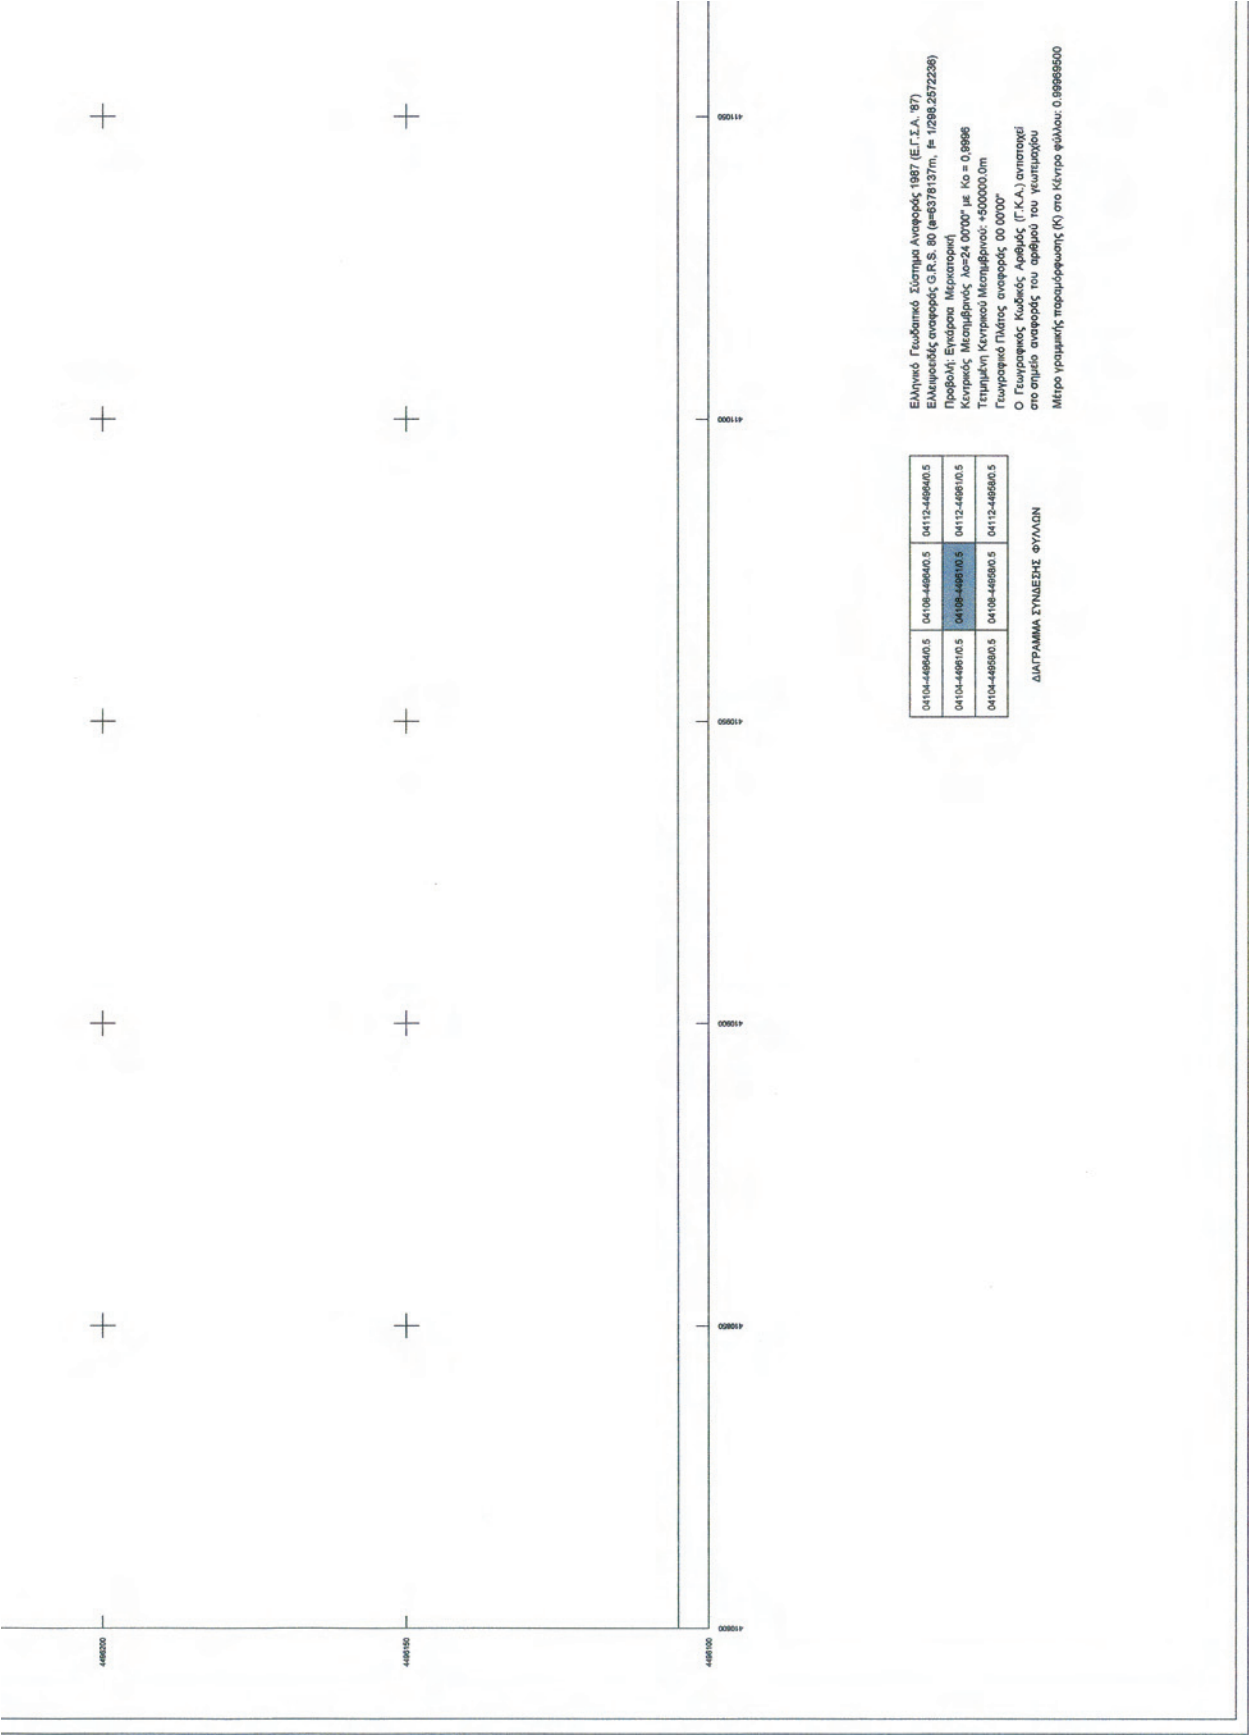 4496200
4496150
4496100
410800
410850
410900
410950
411000
411050
04104-44964/0.5 04108-44964/0.5 04112-44964/0.5
04104-44961/0.5 04108-44961/0.5 04112-44961/0.5
04104-44958/0.5 04108-44958/0.5 04112-44958/0.5
ΔΙΑΓΡΑΜΜΑ ΣΥΝΔΕΣΗΣ ΦΥΛΛΩΝ
Ελληνικό Γεωδαιτικό Σύστημα Αναφοράς 1987 (Ε.Γ.Σ.Α. '87)
Ελλειψοειδές αναφοράς G.R.S. 80 (a=6378137m, f= 1/298.2572236)
Προβολή: Εγκάρσια Μερκατορική
Κεντρικός Μεσημβρινός λο=24 00'00" με Κο = 0,9996
Τετμημένη Κεντρικού Μεσημβρινού: +500000.0m
Γεωγραφικό Πλάτος αναφοράς 00 00'00"
Ο Γεωγραφικός Κωδικός Αριθμός (Γ.Κ.Α.) αντιστοιχεί
στο σημείο αναφοράς του αριθμού του γεωτεμαχίου
Μέτρο γραμμικής παραμόρφωσης (Κ) στο Κέντρο φύλλου: 0.99969500